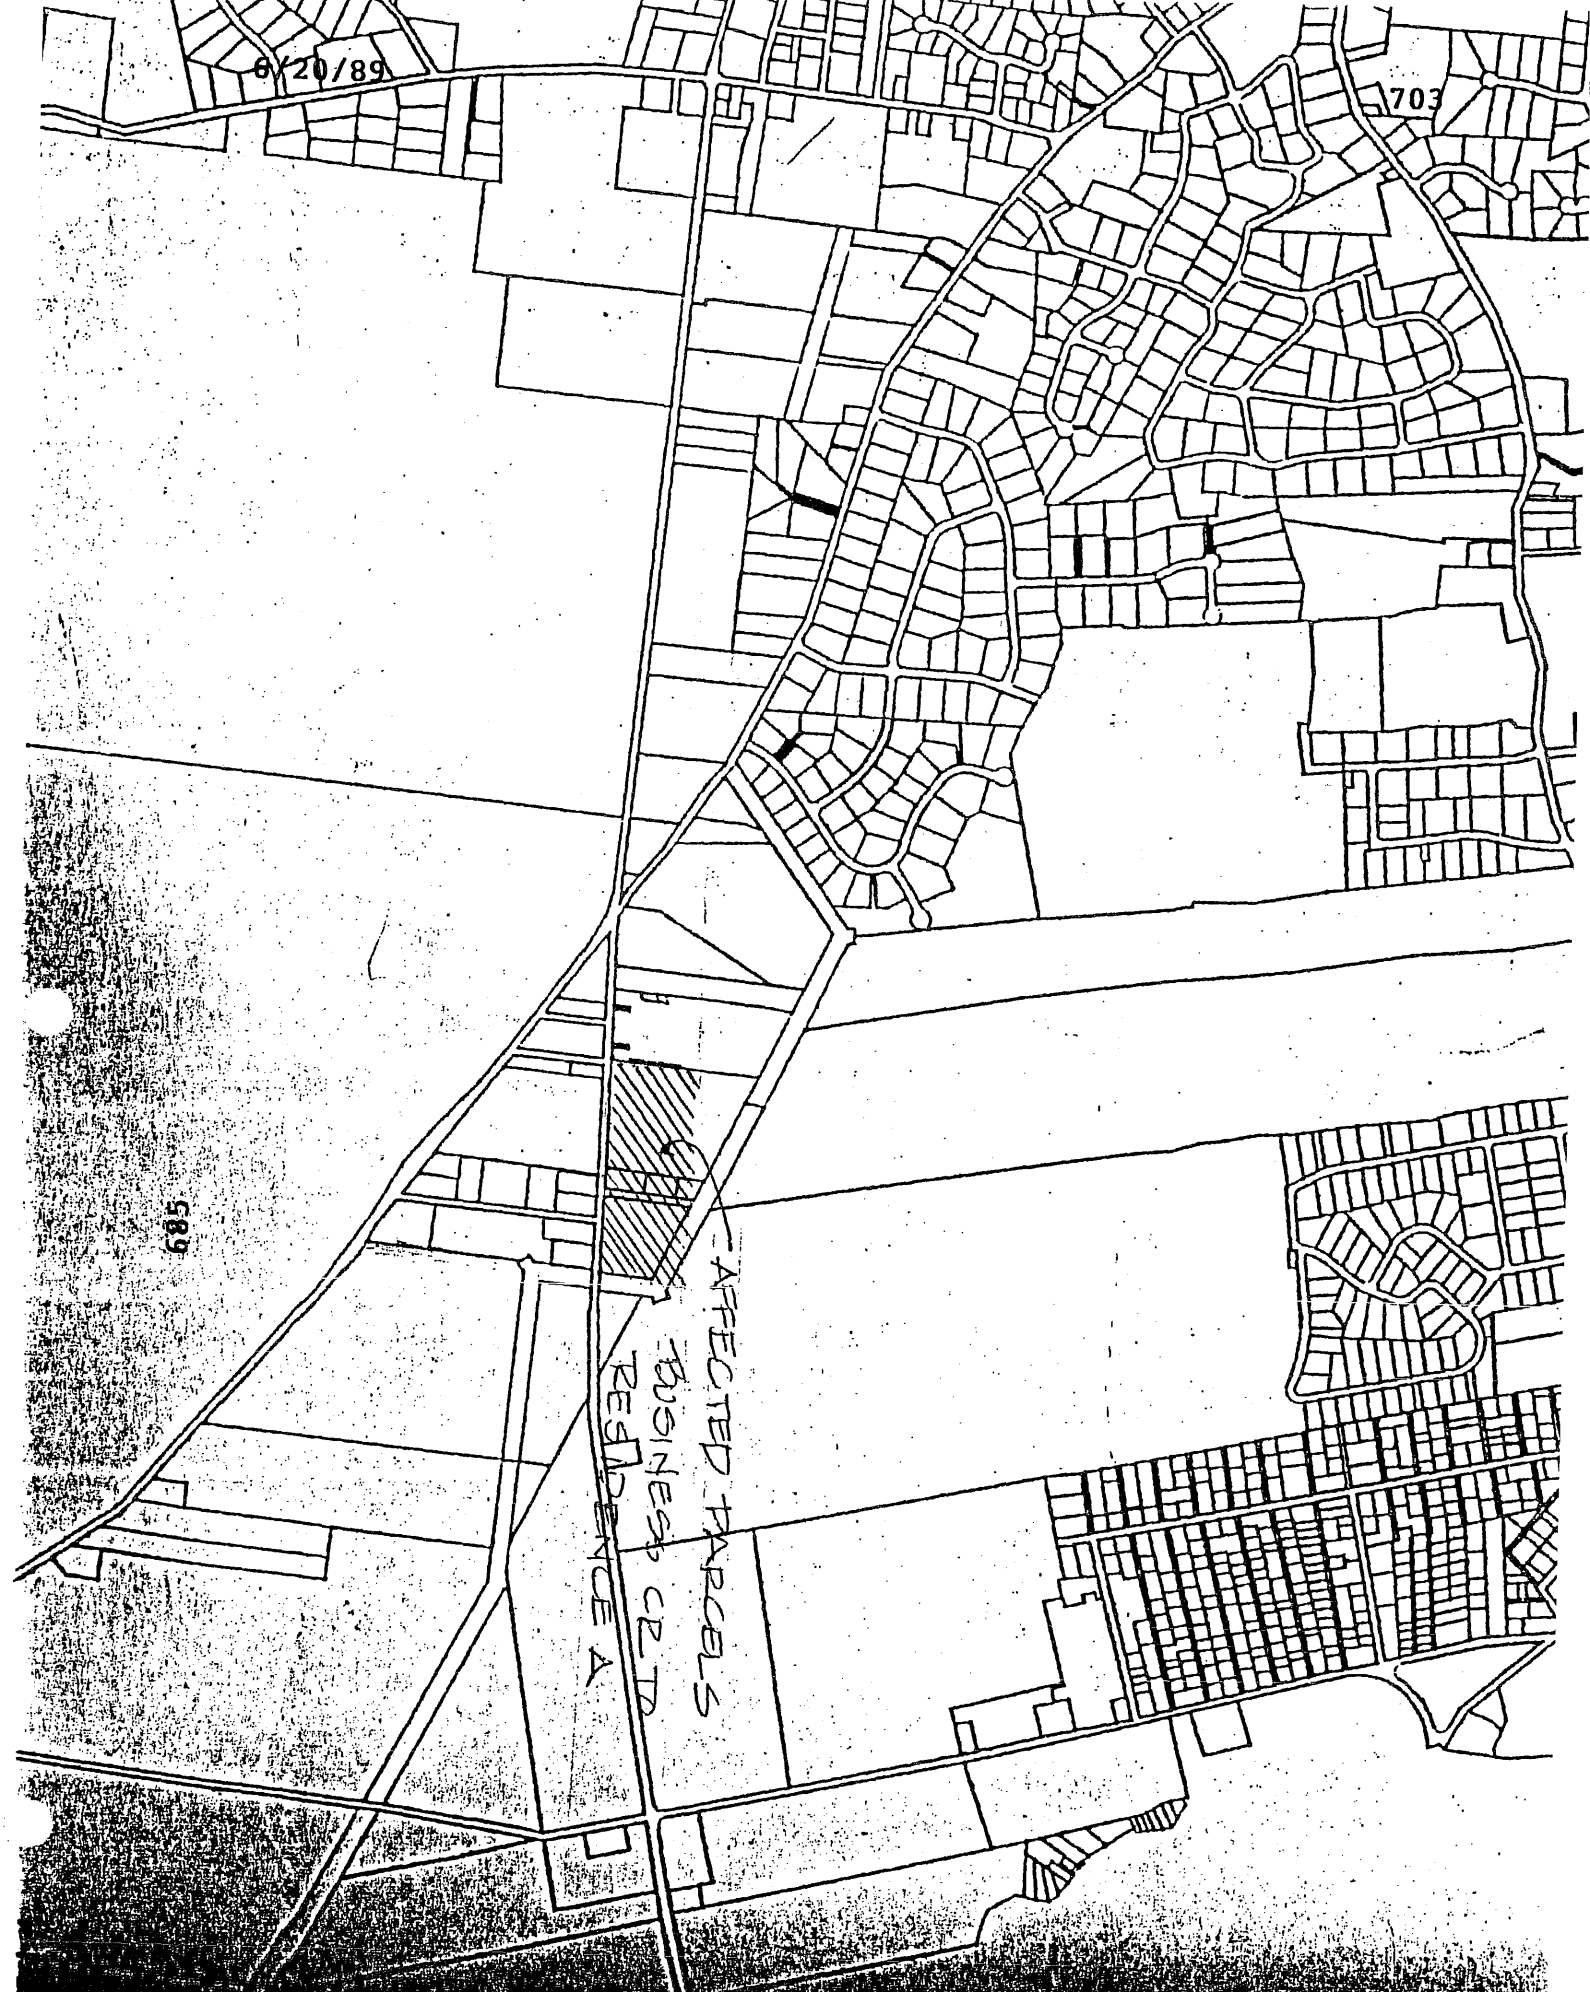 6/20/89
703
685
AFFECTED PARCELS
BUSINESS CR TO
RESIDENCE A